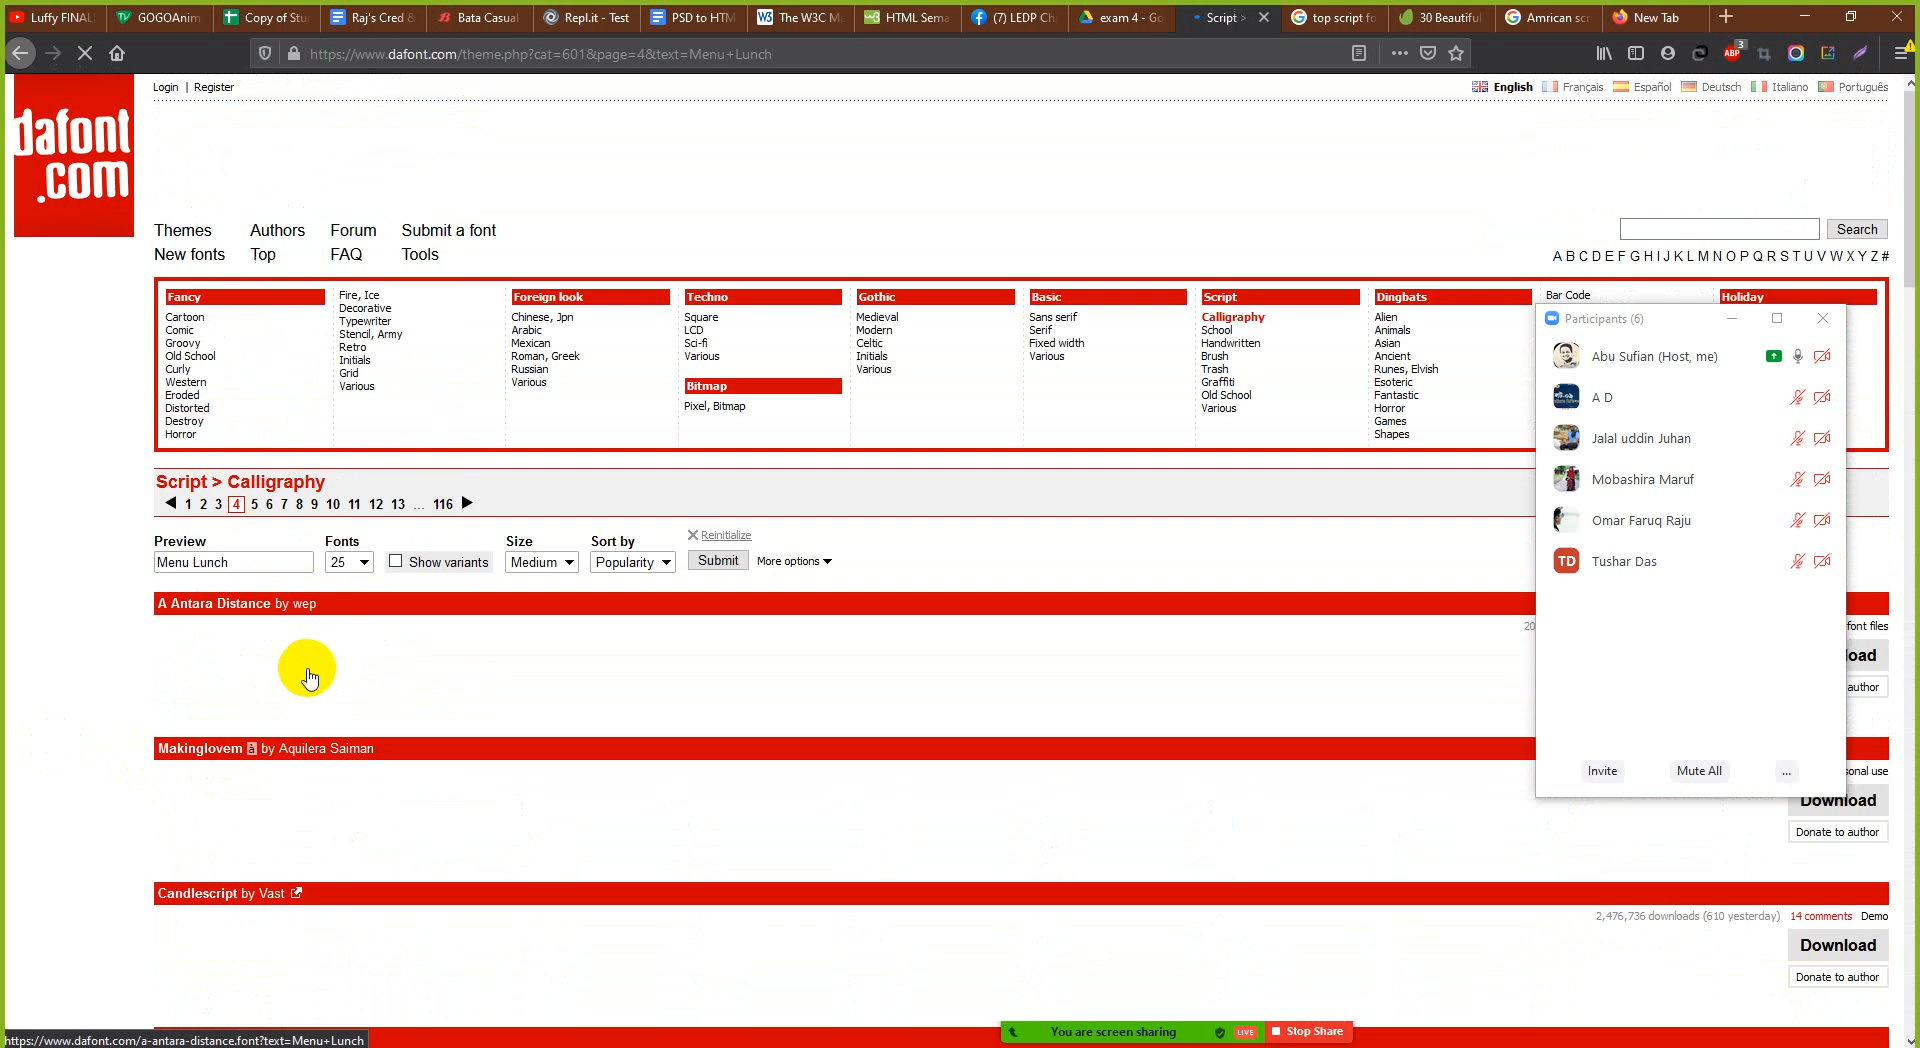 Luffy FINAL
GOGOAnim
Copy of Stu
Raj's Cred &
Bata Casual
Repl.it - Test
PSD to HTM
The W3C M
HTML Sema
(7) LEDP Ch
exam 4 - Go
Script >
top script fo
30 Beautiful
Amrican scr
New Tab
https://www.dafont.com/theme.php?cat=601&page=4&text=Menu+Lunch
ABP
3
dafont
.com
Login | Register
English Français Español Deutsch Italiano Português
Themes Authors Forum Submit a font
New fonts Top FAQ Tools
Search
A B C D E F G H I J K L M N O P Q R S T U V W X Y Z #
Fancy
Cartoon
Comic
Groovy
Old School
Curly
Western
Eroded
Distorted
Destroy
Horror
Fire, Ice
Decorative
Typewriter
Stencil, Army
Retro
Initials
Grid
Various
Foreign look
Chinese, Jpn
Arabic
Mexican
Roman, Greek
Russian
Various
Techno
Square
LCD
Sci-fi
Various
Bitmap
Pixel, Bitmap
Gothic
Medieval
Modern
Celtic
Initials
Various
Basic
Sans serif
Serif
Fixed width
Various
Script
Calligraphy
School
Handwritten
Brush
Trash
Graffiti
Old School
Various
Dingbats
Alien
Animals
Asian
Ancient
Runes, Elvish
Esoteric
Fantastic
Horror
Games
Shapes
Bar Code
Holiday
Participants (6)
Abu Sufian (Host, me)
A D
Jalal uddin Juhan
Mobashira Maruf
Omar Faruq Raju
TD Tushar Das
Invite Mute All ...
Script > Calligraphy
1 2 3 4 5 6 7 8 9 10 11 12 13 ... 116
Preview Fonts Size Sort by Reinitialize
Menu Lunch 25 Show variants Medium Popularity Submit More options
A Antara Distance by wep
20
font files
load
author
Makinglovem à by Aquilera Saiman
sonal use
Download
Donate to author
Candlescript by Vast
2,476,736 downloads (610 yesterday) 14 comments Demo
Download
Donate to author
https://www.dafont.com/a-antara-distance.font?text=Menu+Lunch
You are screen sharing LIVE Stop Share